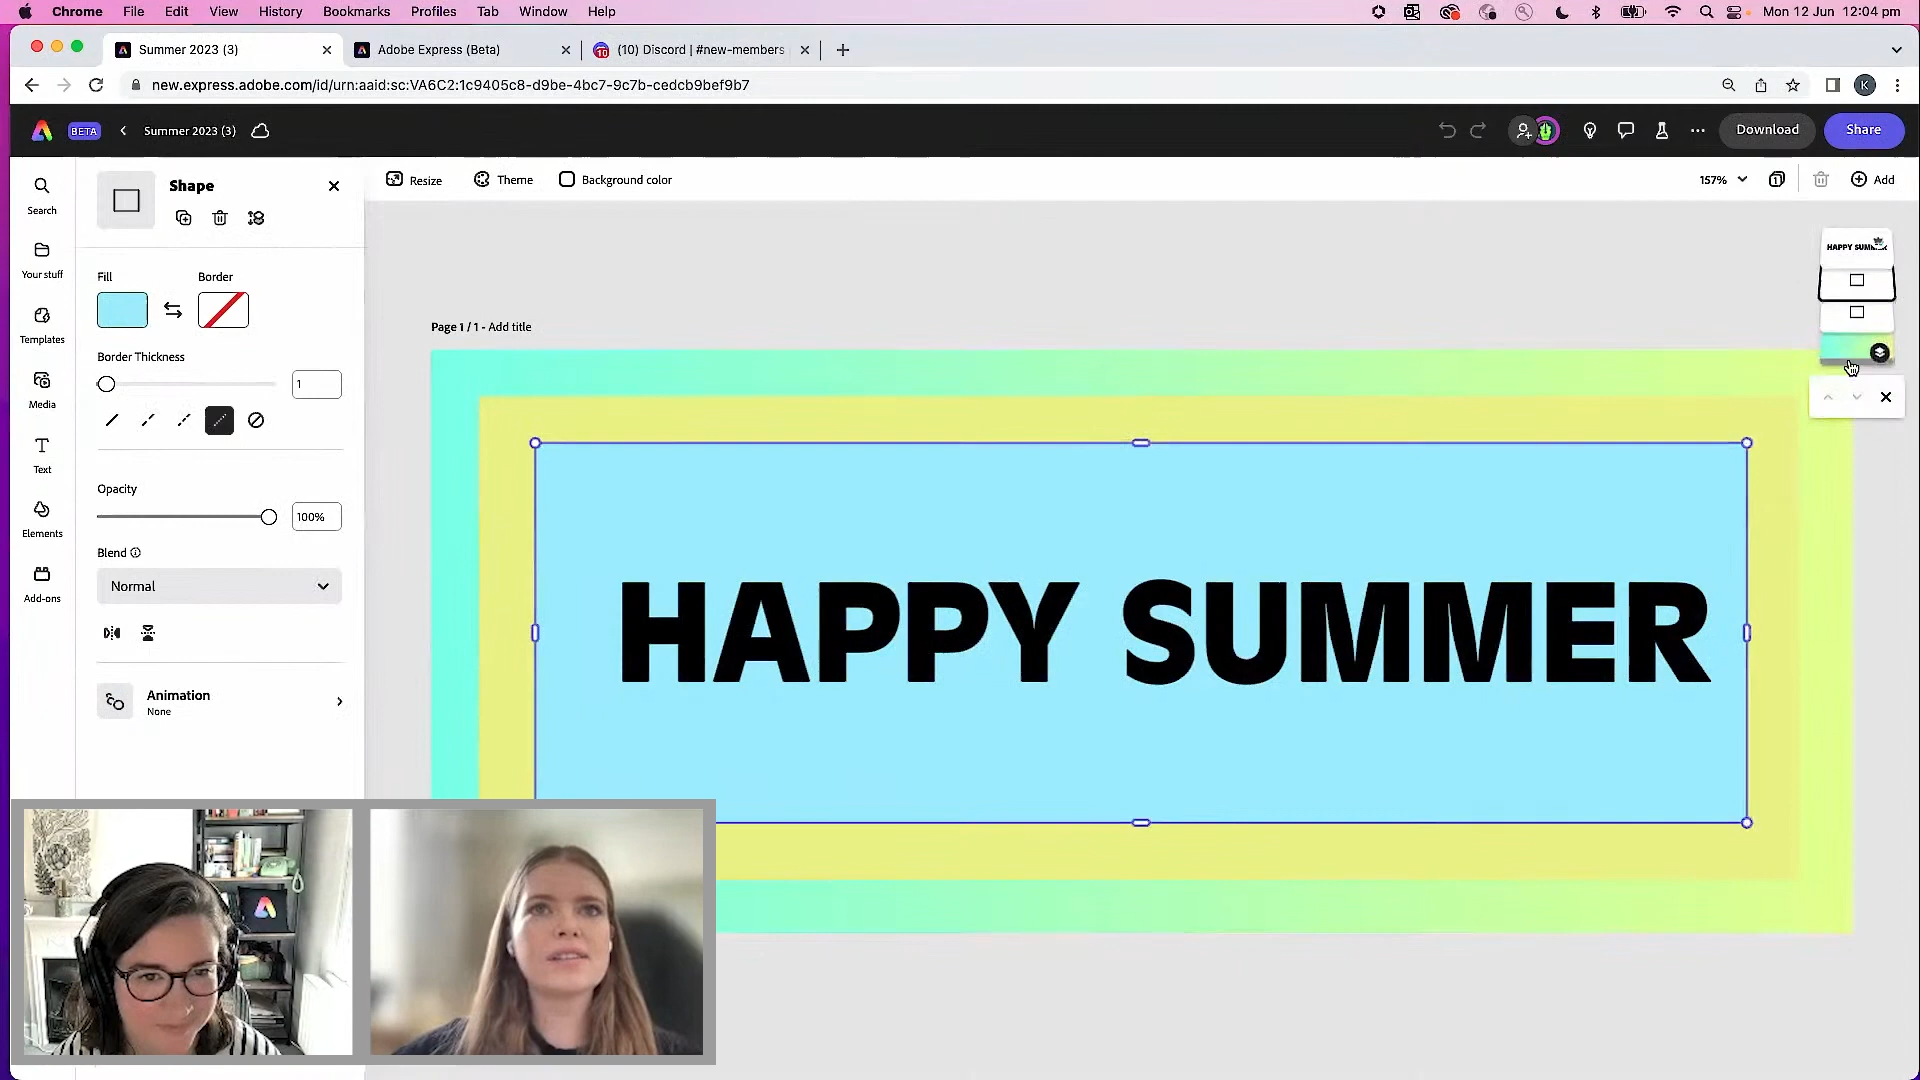 Chrome File Edit View History Bookmarks Profiles Tab Window Help
Mon 12 Jun 12:04 pm
Summer 2023 (3)
Adobe Express (Beta)
10
(10) Discord | #new-members
new.express.adobe.com/id/urn:aaid:sc:VA6C2:1c9405c8-d9be-4bc7-9c7b-cedcb9bef9b7
K
BETA
Summer 2023 (3)
Download
Share
Search
Your stuff
Templates
Media
Text
Elements
Add-ons
Shape
Fill
Border
Border Thickness
1
Opacity
100%
Blend
Normal
Animation
None
Resize
Theme
Background color
157%
1
Add
Page 1 / 1 - Add title
HAPPY SUMMER
HAPPY SUMMER